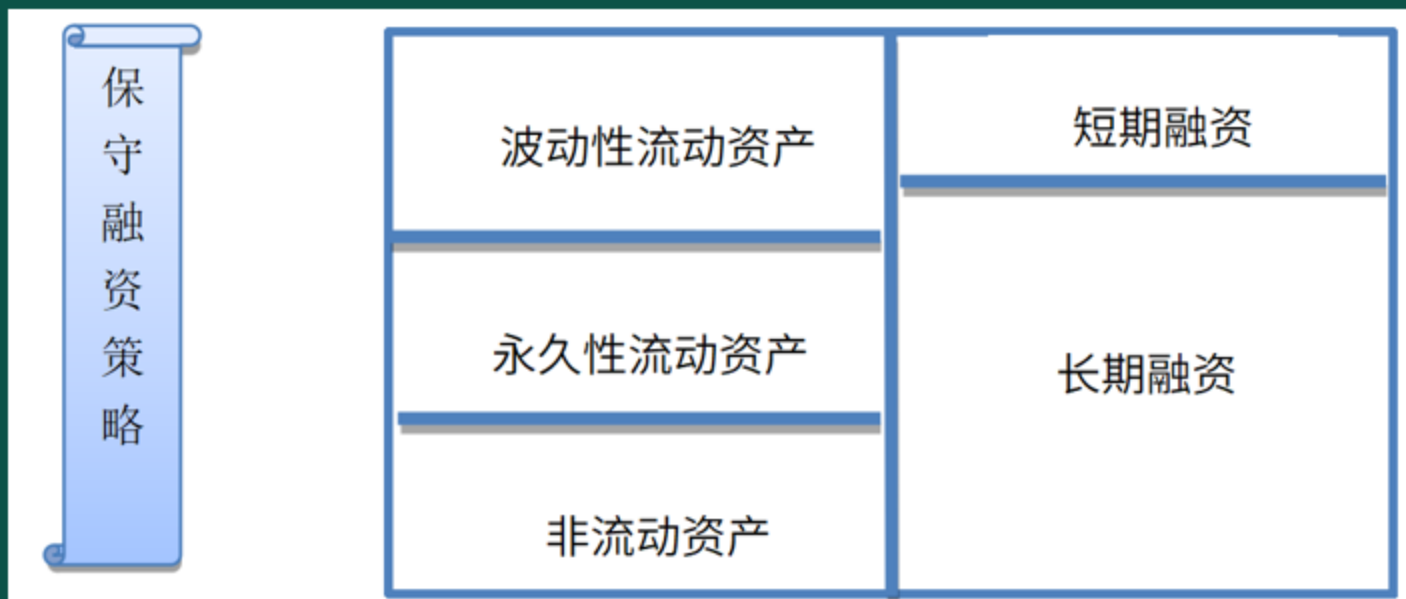 保守融资策略
波动性流动资产
永久性流动资产
非流动资产
短期融资
长期融资